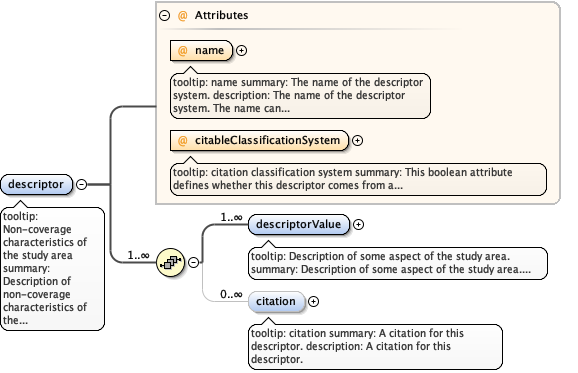 @ Attributes
@ name
tooltip: name summary: The name of the descriptor
system. description: The name of the descriptor
system. The name can...
@ citableClassificationSystem
tooltip: citation classification system summary: This boolean attribute
defines whether this descriptor comes from a...
descriptor
tooltip:
Non-coverage
characteristics of
the study area
summary:
Description of
non-coverage
characteristics of
the...
1..∞
1..∞
descriptorValue
tooltip: Description of some aspect of the study area.
summary: Description of some aspect of the study area....
0..∞
citation
tooltip: citation summary: A citation for this
descriptor. description: A citation for this
descriptor.